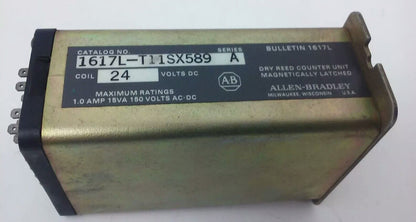 CATALOG NO. SERIES BULLETIN 1617L
1617L-T11SX589 A
COIL 24 VOLTS DC
DRY REED COUNTER UNIT
MAGNETICALLY LATCHED
MAXIMUM RATINGS
1.0 AMP 15VA 150 VOLTS AC-DC
AB
ALLEN-BRADLEY
MILWAUKEE, WISCONSIN U.S.A.